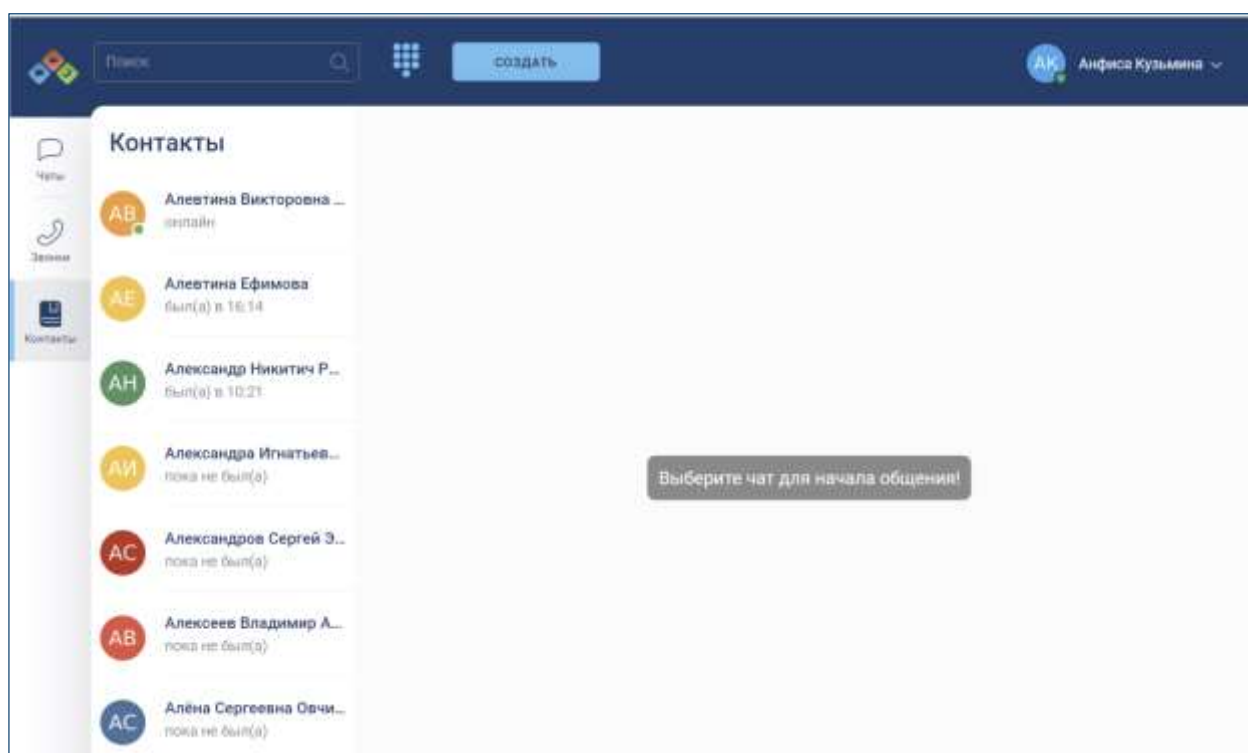 Поиск
СОЗДАТЬ
АК
Анфиса Кузьмина
Чаты
Звонки
Контакты
Контакты
АВ
Алевтина Викторовна ...
онлайн
АЕ
Алевтина Ефимова
был(а) в 16:14
АН
Александр Никитич Р...
был(а) в 10:21
АИ
Александра Игнатьев...
пока не был(а)
АС
Александров Сергей Э...
пока не был(а)
АВ
Алексеев Владимир А...
пока не был(а)
АС
Алёна Сергеевна Овчи...
пока не был(а)
Выберите чат для начала общения!